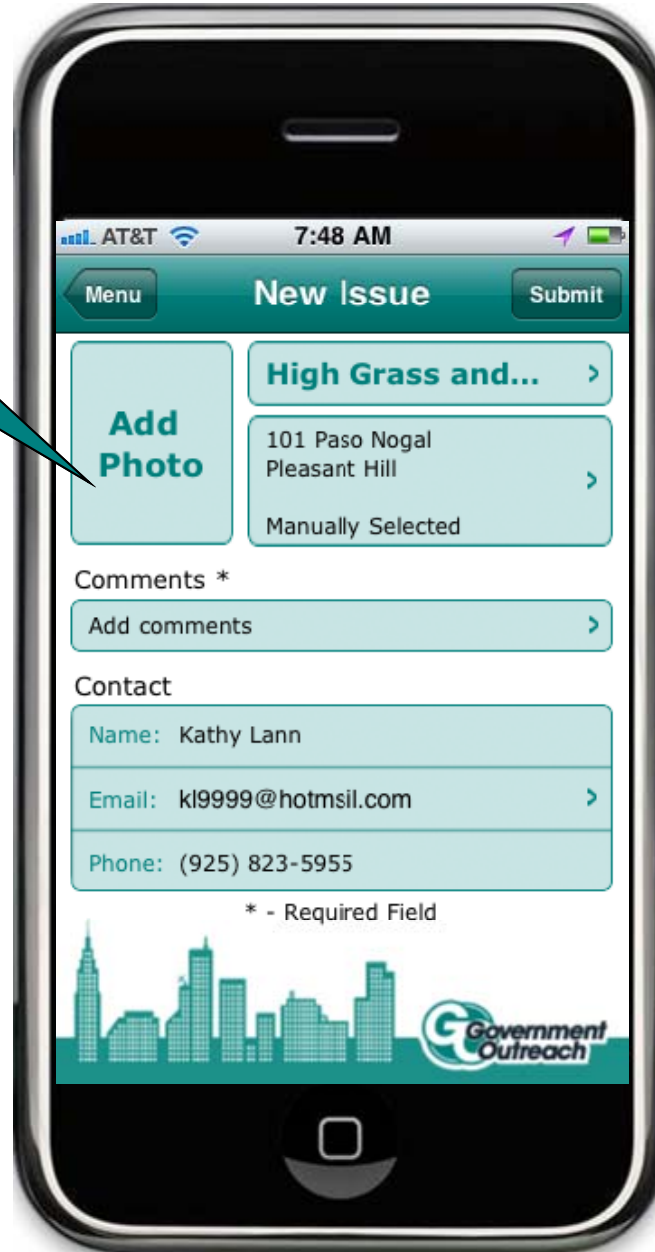 AT&T 7:48 AM
Menu New Issue Submit
Add
Photo
High Grass and... >
101 Paso Nogal
Pleasant Hill
Manually Selected
>
Comments *
Add comments >
Contact
Name: Kathy Lann
Email: kl9999@hotmsil.com >
Phone: (925) 823-5955
* - Required Field
GO Government
Outreach